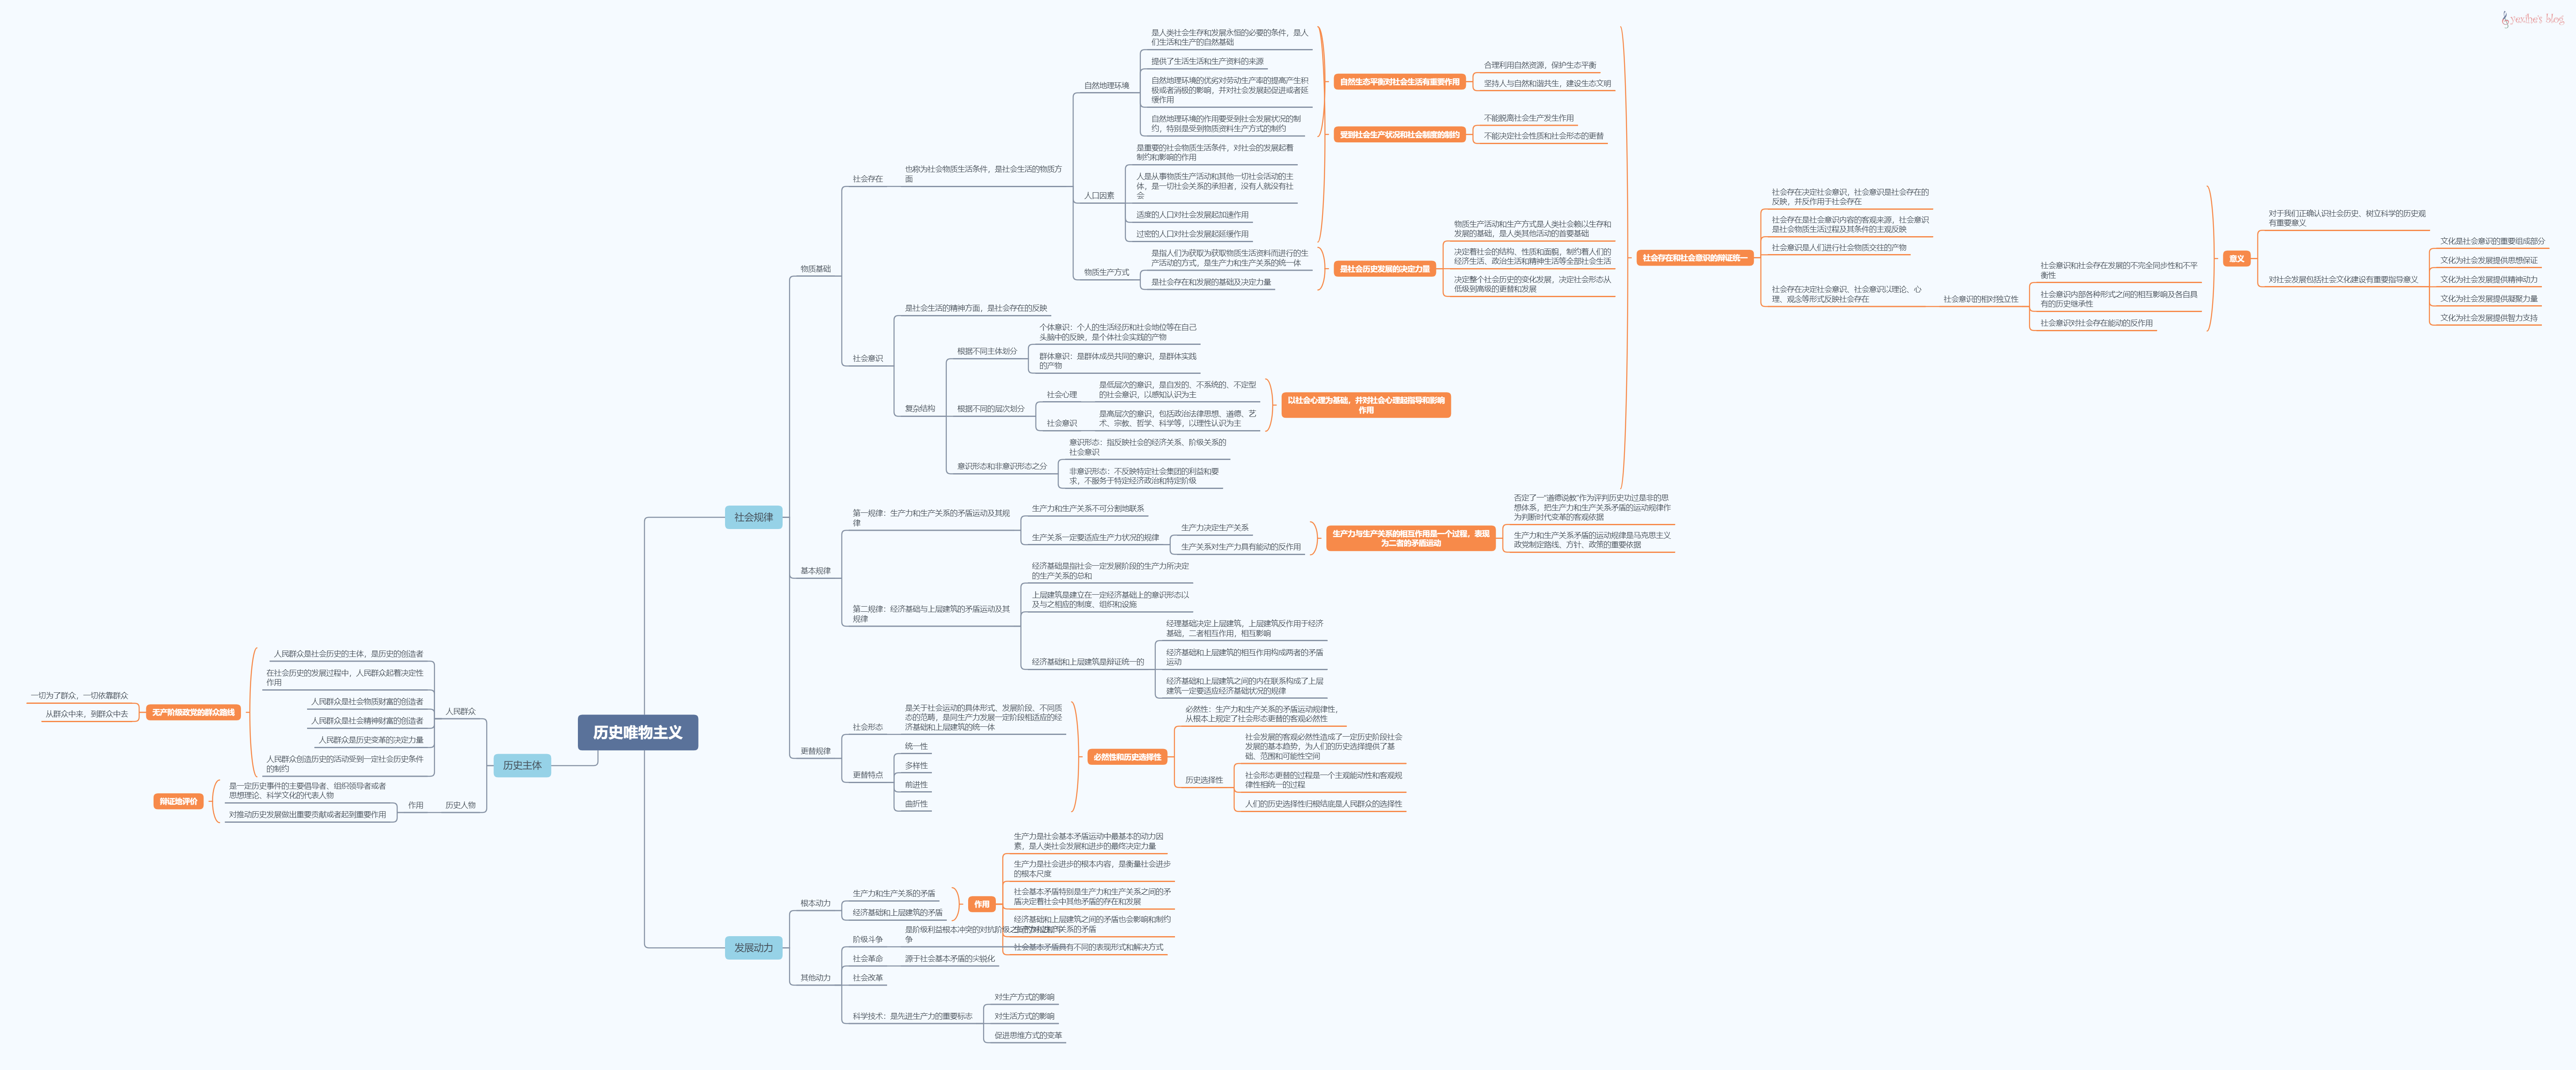 yexihe's blog
是人类社会生存和发展永恒的必要的条件，是人
们生活和生产的自然基础
提供了生活生活和生产资料的来源
自然地理环境的优劣对劳动生产率的提高产生积
极或者消极的影响，并对社会发展起促进或者延
缓作用
自然地理环境的作用要受到社会发展状况的制
约，特别是受到物质资料生产方式的制约
自然地理环境
自然生态平衡对社会生活有重要作用
合理利用自然资源，保护生态平衡
坚持人与自然和谐共生，建设生态文明
受到社会生产状况和社会制度的制约
不能脱离社会生产发生作用
不能决定社会性质和社会形态的更替
是重要的社会物质生活条件，对社会的发展起着
制约和影响的作用
人是从事物质生产活动和其他一切社会活动的主
体，是一切社会关系的承担者，没有人就没有社
会
适度的人口对社会发展起加速作用
过密的人口对社会发展起延缓作用
人口因素
社会存在
也称为社会物质生活条件，是社会生活的物质方
面
物质生产方式
是指人们为获取为获取物质生活资料而进行的生
产活动的方式，是生产力和生产关系的统一体
是社会存在和发展的基础及决定力量
是社会历史发展的决定力量
物质生产活动和生产方式是人类社会赖以生存和
发展的基础，是人类其他活动的首要基础
决定着社会的结构、性质和面貌，制约着人们的
经济生活、政治生活和精神生活等全部社会生活
决定整个社会历史的变化发展，决定社会形态从
低级到高级的更替和发展
社会存在和社会意识的辩证统一
社会存在决定社会意识，社会意识是社会存在的
反映，并反作用于社会存在
社会存在是社会意识内容的客观来源，社会意识
是社会物质生活过程及其条件的主观反映
社会意识是人们进行社会物质交往的产物
社会存在决定社会意识、社会意识以理论、心
理、观念等形式反映社会存在
社会意识的相对独立性
社会意识和社会存在发展的不完全同步性和不平
衡性
社会意识内部各种形式之间的相互影响及各自具
有的历史继承性
社会意识对社会存在能动的反作用
意义
对于我们正确认识社会历史、树立科学的历史观
有重要意义
对社会发展包括社会文化建设有重要指导意义
文化是社会意识的重要组成部分
文化为社会发展提供思想保证
文化为社会发展提供精神动力
文化为社会发展提供凝聚力量
文化为社会发展提供智力支持
物质基础
社会意识
是社会生活的精神方面，是社会存在的反映
复杂结构
根据不同主体划分
个体意识：个人的生活经历和社会地位等在自己
头脑中的反映，是个体社会实践的产物
群体意识：是群体成员共同的意识，是群体实践
的产物
根据不同的层次划分
社会心理
是低层次的意识，是自发的、不系统的、不定型
的社会意识，以感知认识为主
社会意识
是高层次的意识，包括政治法律思想、道德、艺
术、宗教、哲学、科学等，以理性认识为主
以社会心理为基础，并对社会心理起指导和影响
作用
意识形态和非意识形态之分
意识形态：指反映社会的经济关系、阶级关系的
社会意识
非意识形态：不反映特定社会集团的利益和要
求，不服务于特定经济政治和特定阶级
社会规律
基本规律
第一规律：生产力和生产关系的矛盾运动及其规
律
生产力和生产关系不可分割地联系
生产关系一定要适应生产力状况的规律
生产力决定生产关系
生产关系对生产力具有能动的反作用
生产力与生产关系的相互作用是一个过程，表现
为二者的矛盾运动
否定了一“道德说教”作为评判历史功过是非的思
想体系，把生产力和生产关系矛盾的运动规律作
为判断时代变革的客观依据
生产力和生产关系矛盾的运动规律是马克思主义
政党制定路线、方针、政策的重要依据
第二规律：经济基础与上层建筑的矛盾运动及其
规律
经济基础是指社会一定发展阶段的生产力所决定
的生产关系的总和
上层建筑是建立在一定经济基础上的意识形态以
及与之相应的制度、组织和设施
经济基础和上层建筑是辩证统一的
经理基础决定上层建筑，上层建筑反作用于经济
基础，二者相互作用，相互影响
经济基础和上层建筑的相互作用构成两者的矛盾
运动
经济基础和上层建筑之间的内在联系构成了上层
建筑一定要适应经济基础状况的规律
更替规律
社会形态
是关于社会运动的具体形式、发展阶段、不同质
态的范畴，是同生产力发展一定阶段相适应的经
济基础和上层建筑的统一体
更替特点
统一性
多样性
前进性
曲折性
必然性和历史选择性
必然性：生产力和生产关系的矛盾运动规律性，
从根本上规定了社会形态更替的客观必然性
历史选择性
社会发展的客观必然性造成了一定历史阶段社会
发展的基本趋势，为人们的历史选择提供了基
础、范围和可能性空间
社会形态更替的过程是一个主观能动性和客观规
律性相统一的过程
人们的历史选择性归根结底是人民群众的选择性
历史唯物主义
历史主体
人民群众
人民群众是社会历史的主体，是历史的创造者
在社会历史的发展过程中，人民群众起着决定性
作用
人民群众是社会物质财富的创造者
人民群众是社会精神财富的创造者
人民群众是历史变革的决定力量
人民群众创造历史的活动受到一定社会历史条件
的制约
无产阶级政党的群众路线
一切为了群众，一切依靠群众
从群众中来，到群众中去
历史人物
作用
是一定历史事件的主要倡导者、组织领导者或者
思想理论、科学文化的代表人物
对推动历史发展做出重要贡献或者起到重要作用
辩证地评价
发展动力
根本动力
生产力和生产关系的矛盾
经济基础和上层建筑的矛盾
作用
生产力是社会基本矛盾运动中最基本的动力因
素，是人类社会发展和进步的最终决定力量
生产力是社会进步的根本内容，是衡量社会进步
的根本尺度
社会基本矛盾特别是生产力和生产关系之间的矛
盾决定着社会中其他矛盾的存在和发展
经济基础和上层建筑之间的矛盾也会影响和制约
生产力和生产关系的矛盾
社会基本矛盾具有不同的表现形式和解决方式
其他动力
阶级斗争
是阶级利益根本冲突的对抗阶级之
争
社会革命
源于社会基本矛盾的尖锐化
社会改革
科学技术：是先进生产力的重要标志
对生产方式的影响
对生活方式的影响
促进思维方式的变革